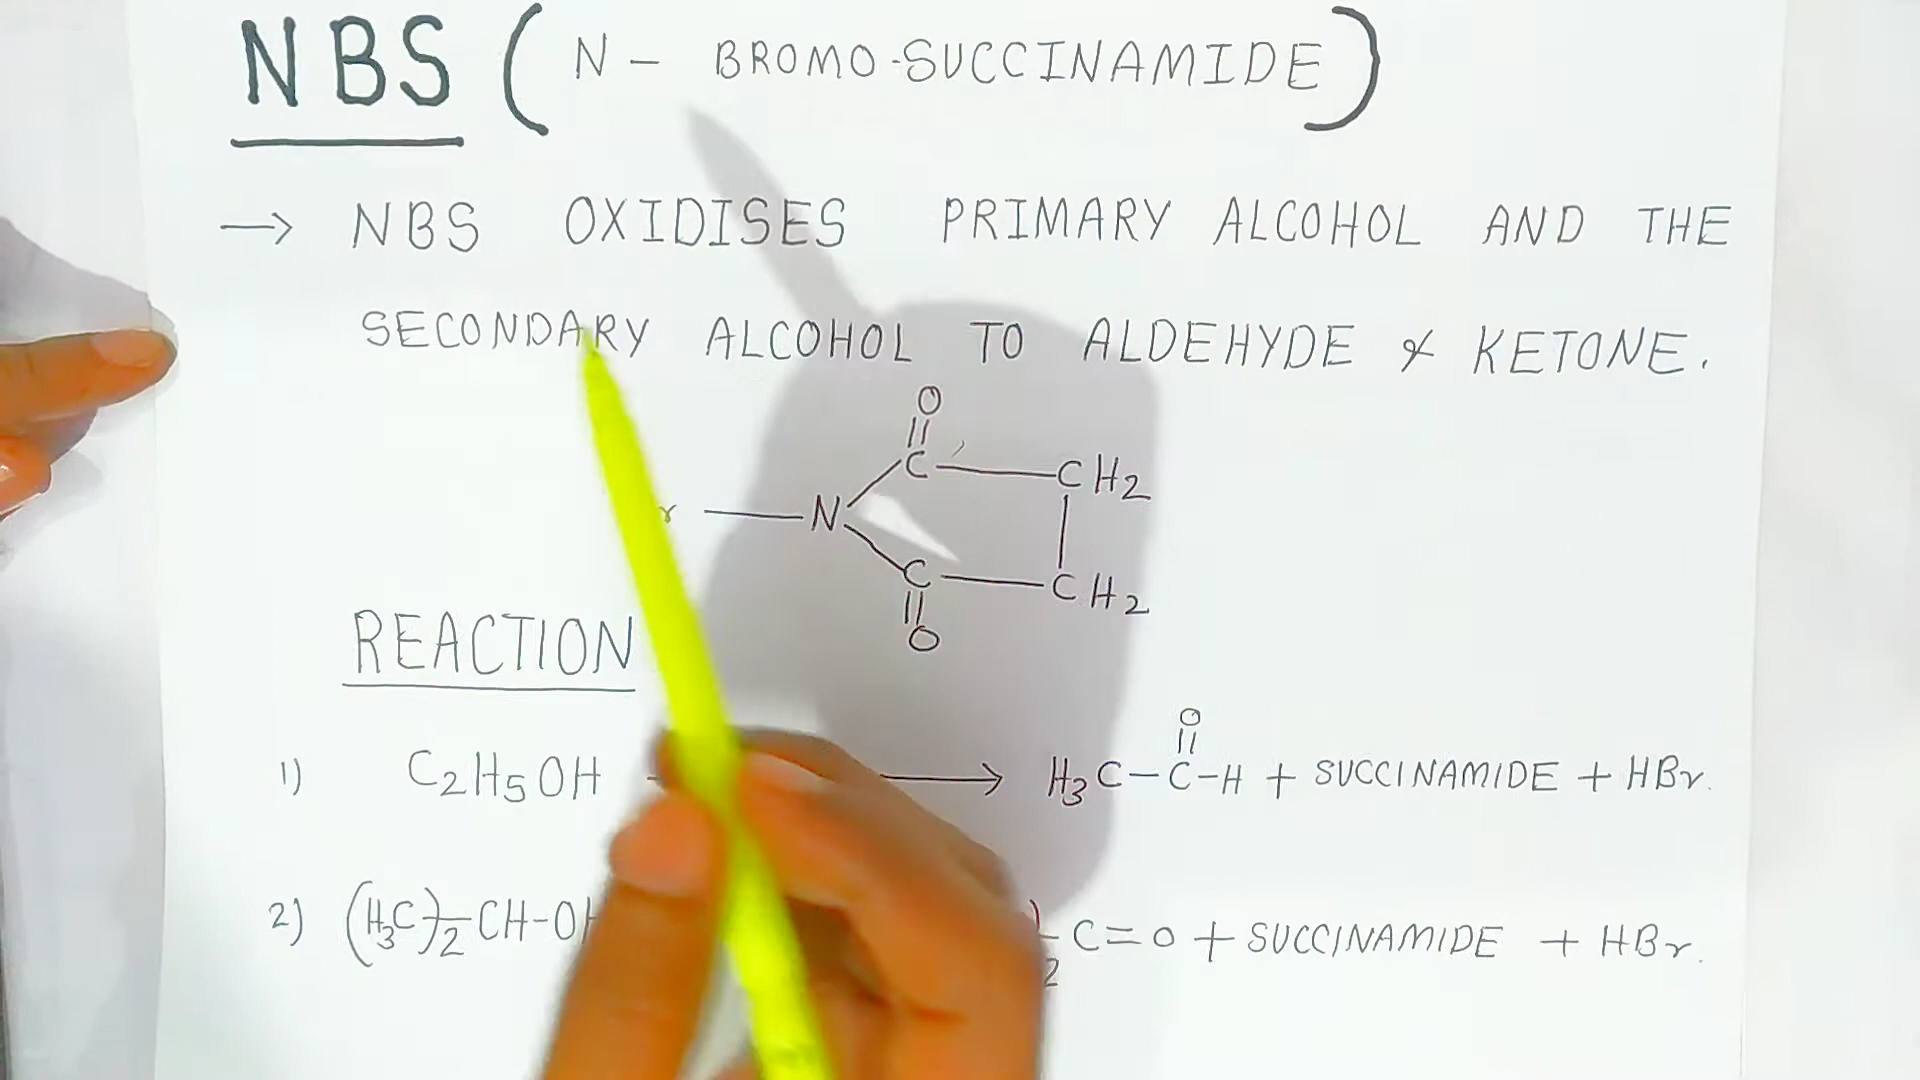 NBS (N - BROMO-SUCCINAMIDE)
→ NBS OXIDISES PRIMARY ALCOHOL AND THE
SECONDARY ALCOHOL TO ALDEHYDE & KETONE.
O
C CH2
N
C CH2
O
REACTION
O
1) C2H5OH → H3C-C-H + SUCCINAMIDE + HBr.
2) (H3C)2-CH-OH )2 C=O + SUCCINAMIDE + HBr.